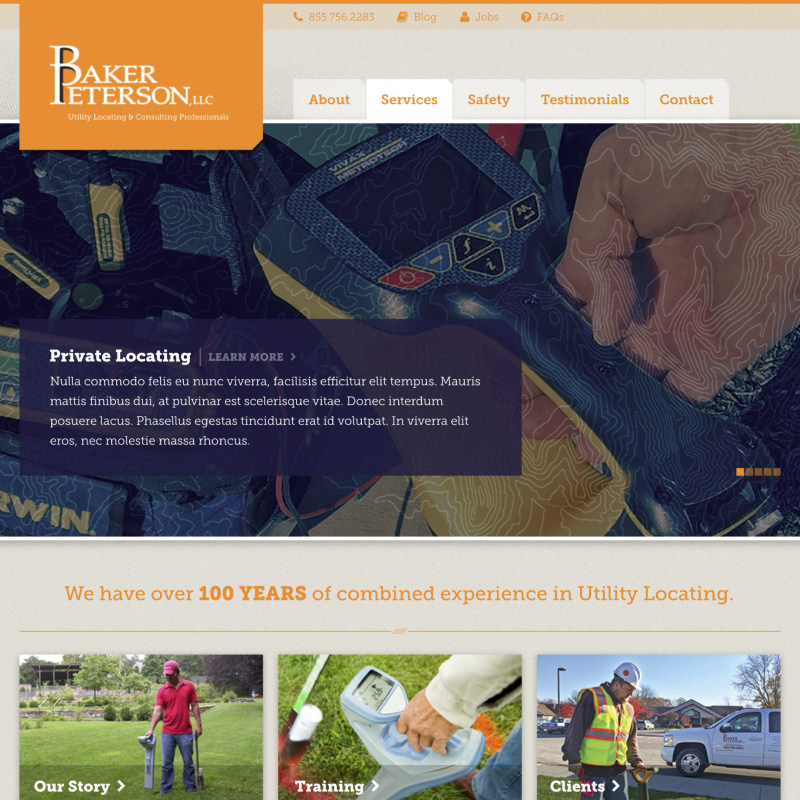 855.756.2283 Blog Jobs FAQs
BAKER
PETERSON, LLC
Utility Locating & Consulting Professionals
About Services Safety Testimonials Contact
VIVAX
METROTECH
Private Locating | LEARN MORE
Nulla commodo felis eu nunc viverra, facilisis efficitur elit tempus. Mauris
mattis finibus dui, at pulvinar est scelerisque vitae. Donec interdum
posuere lacus. Phasellus egestas tincidunt erat id volutpat. In viverra elit
eros, nec molestie massa rhoncus.
RWIN
We have over 100 YEARS of combined experience in Utility Locating.
Our Story
Training
Clients